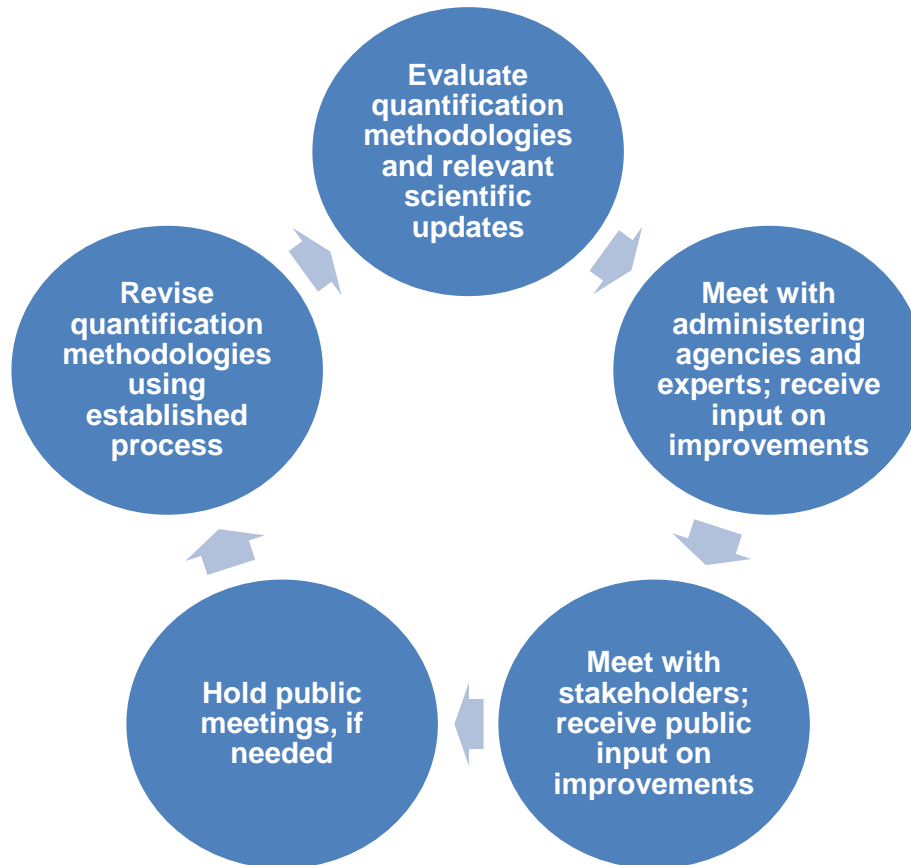 Evaluate
quantification
methodologies
and relevant
scientific
updates
Meet with
administering
agencies and
experts; receive
input on
improvements
Meet with
stakeholders;
receive public
input on
improvements
Hold public
meetings, if
needed
Revise
quantification
methodologies
using
established
process